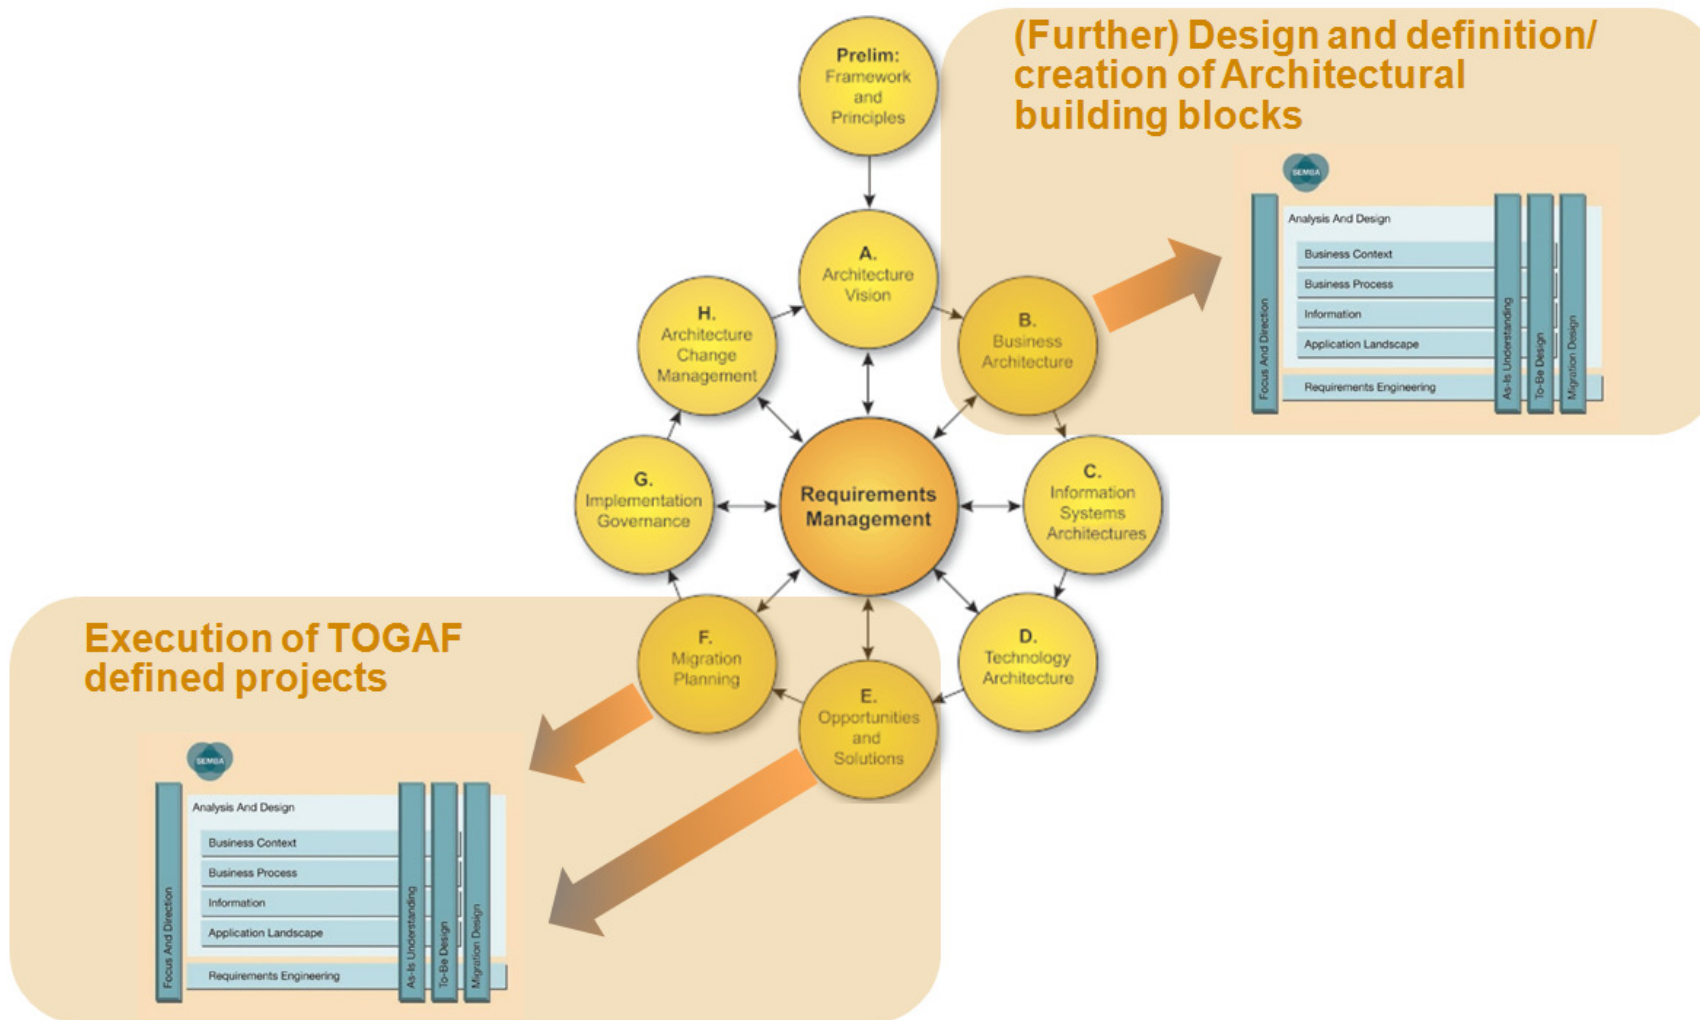 Prelim:
Framework
and
Principles
(Further) Design and definition/
creation of Architectural
building blocks
SEMBA
Focus And Direction
Analysis And Design
Business Context
Business Process
Information
Application Landscape
Requirements Engineering
As-Is Understanding
To-Be Design
Migration Design
A.
Architecture
Vision
B.
Business
Architecture
H.
Architecture
Change
Management
C.
Information
Systems
Architectures
G.
Implementation
Governance
Requirements
Management
D.
Technology
Architecture
F.
Migration
Planning
E.
Opportunities
and
Solutions
Execution of TOGAF
defined projects
SEMBA
Focus And Direction
Analysis And Design
Business Context
Business Process
Information
Application Landscape
Requirements Engineering
As-Is Understanding
To-Be Design
Migration Design